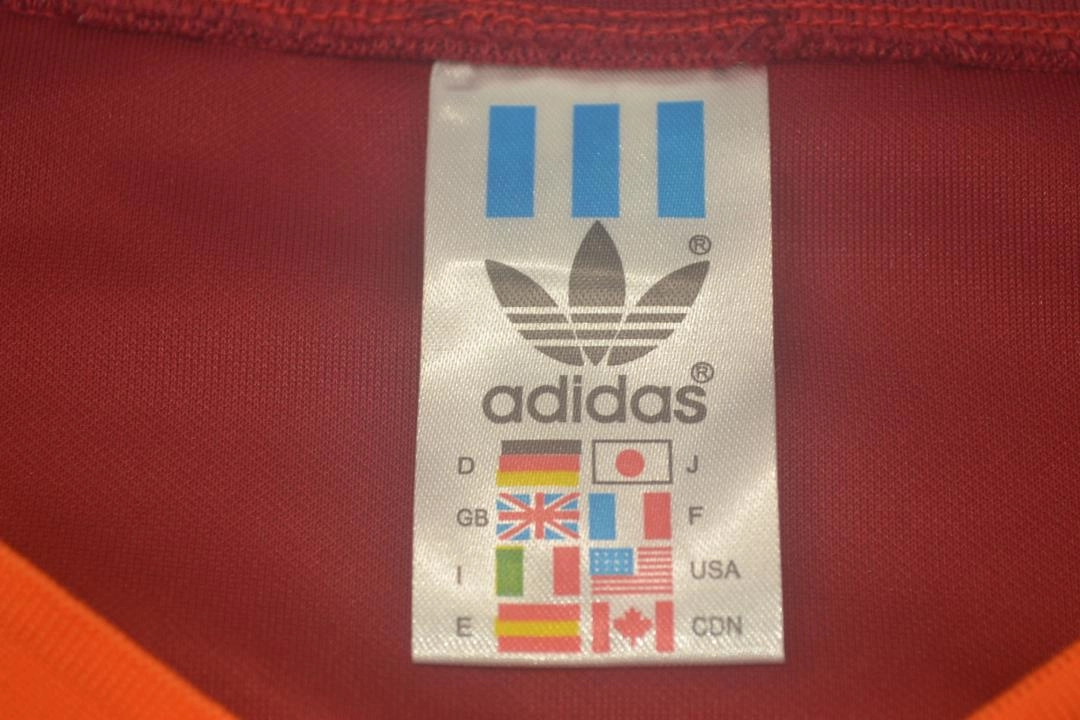 ®
adidas®
D J
GB F
I USA
E CDN